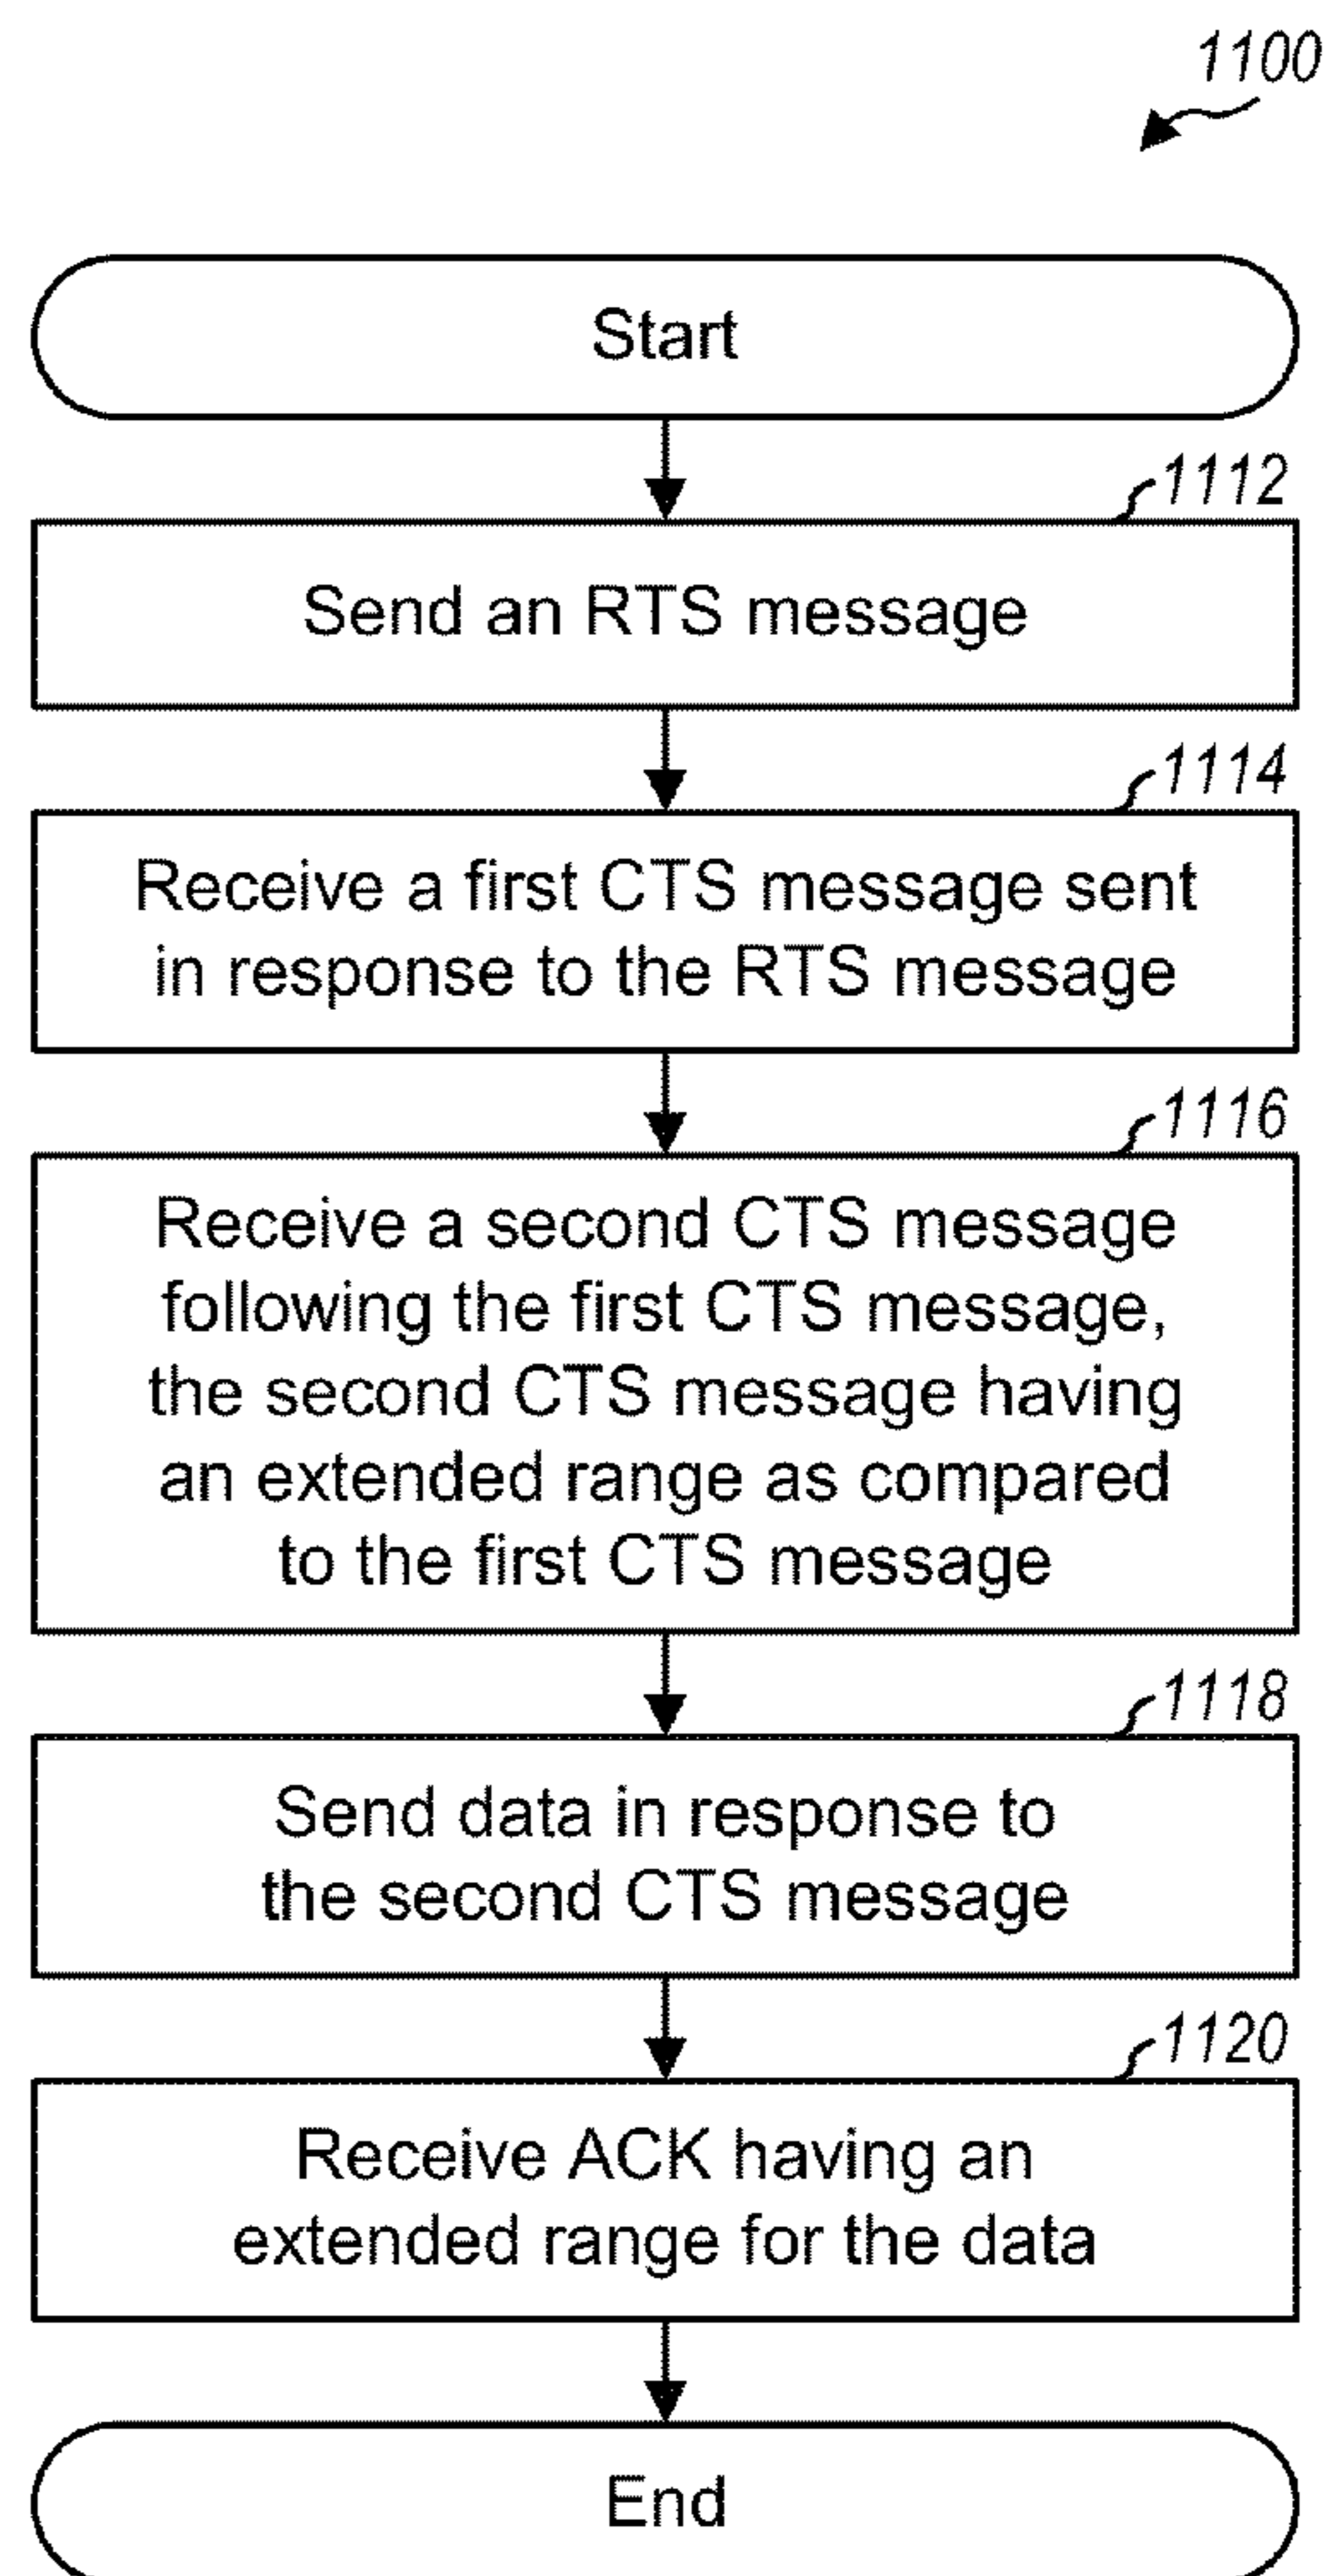 1100
Start
1112
Send an RTS message
1114
Receive a first CTS message sent
in response to the RTS message
1116
Receive a second CTS message
following the first CTS message,
the second CTS message having
an extended range as compared
to the first CTS message
1118
Send data in response to
the second CTS message
1120
Receive ACK having an
extended range for the data
End